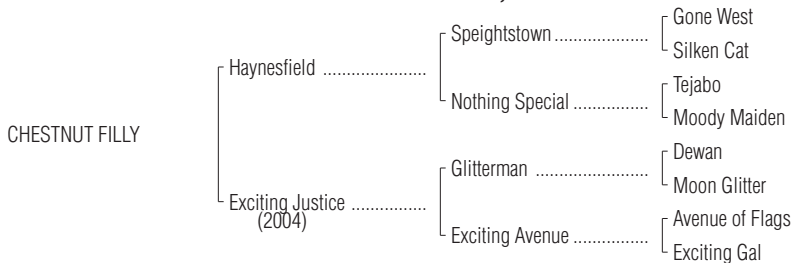 Gone West
Speightstown ......................
Silken Cat
Haynesfield ........................
Tejabo
Nothing Special ..................
Moody Maiden
CHESTNUT FILLY
Dewan
Glitterman ..........................
Moon Glitter
Exciting Justice .................
(2004)
Avenue of Flags
Exciting Avenue ..................
Exciting Gal